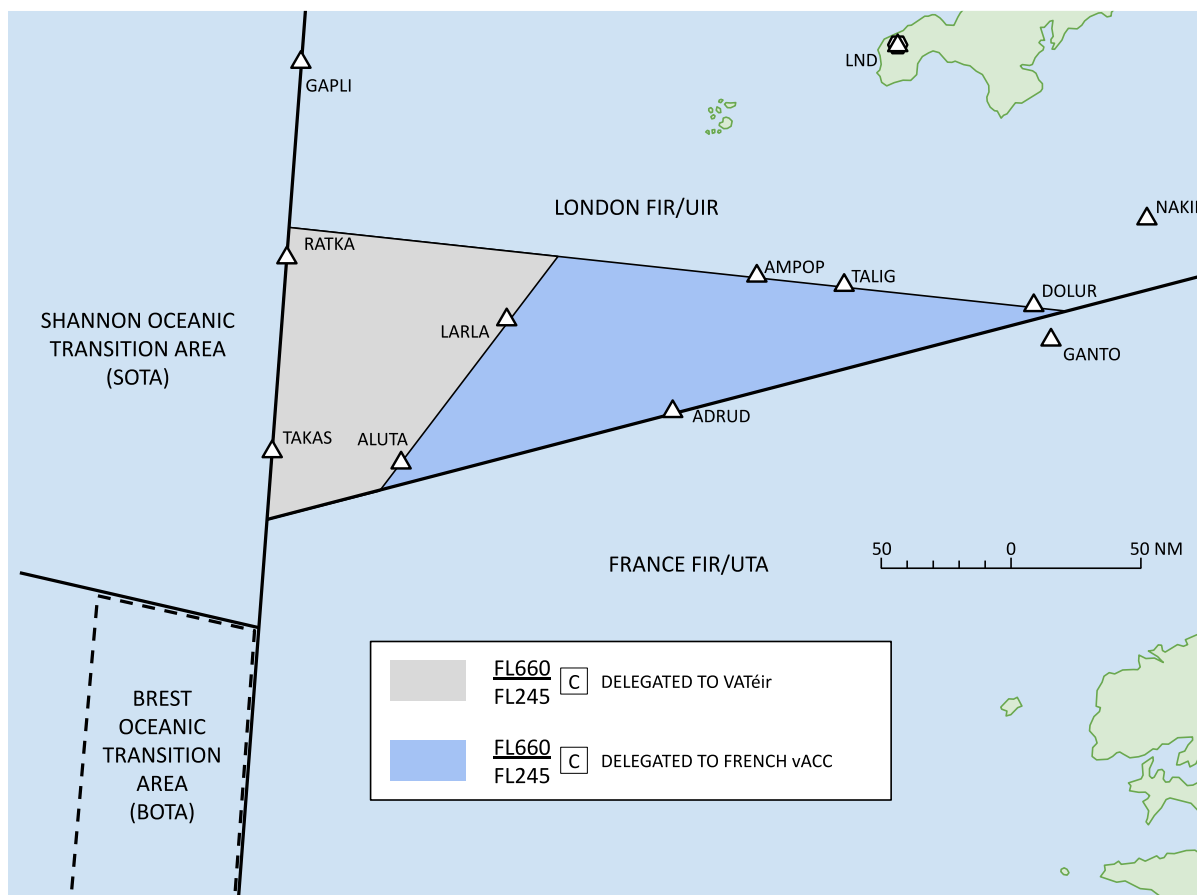 GAPLI
LND
LONDON FIR/UIR
NAKI
RATKA
AMPOP
TALIG
DOLUR
SHANNON OCEANIC
TRANSITION AREA
(SOTA)
LARLA
GANTO
ADRUD
TAKAS
ALUTA
50 0 50 NM
FRANCE FIR/UTA
FL660
FL245
C DELEGATED TO VATéir
FL660
FL245
C DELEGATED TO FRENCH vACC
BREST
OCEANIC
TRANSITION
AREA
(BOTA)